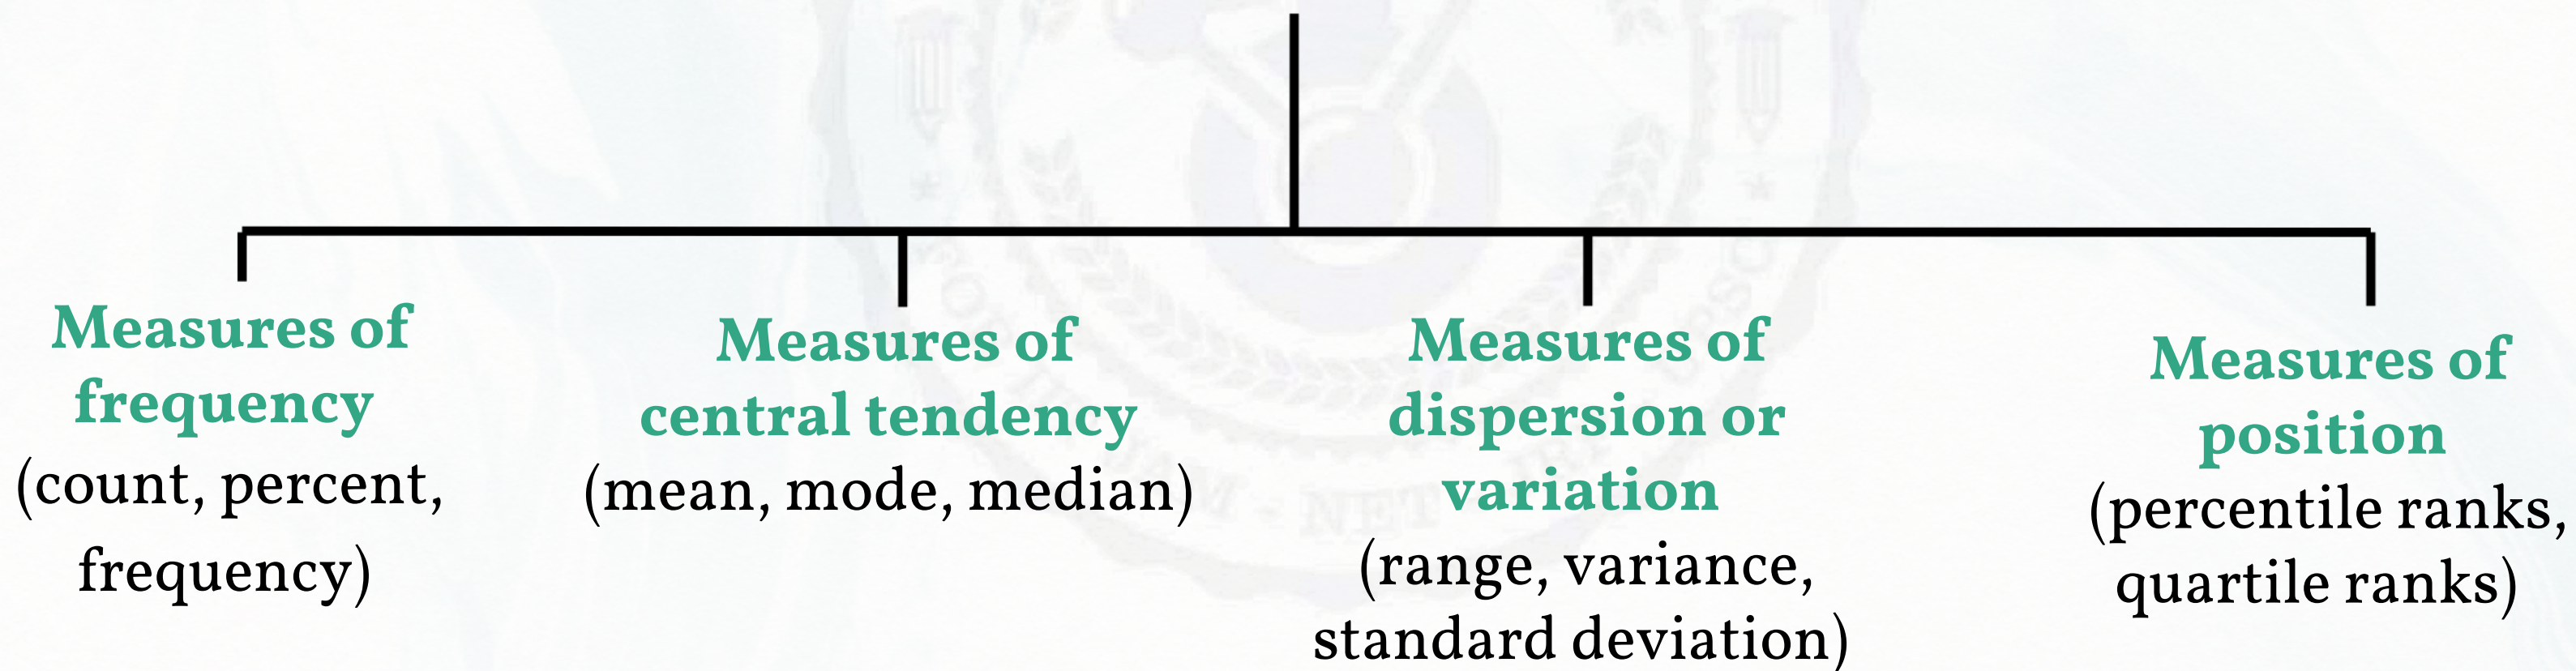 Measures of
frequency
(count, percent,
frequency)
Measures of
central tendency
(mean, mode, median)
Measures of
dispersion or
variation
(range, variance,
standard deviation)
Measures of
position
(percentile ranks,
quartile ranks)